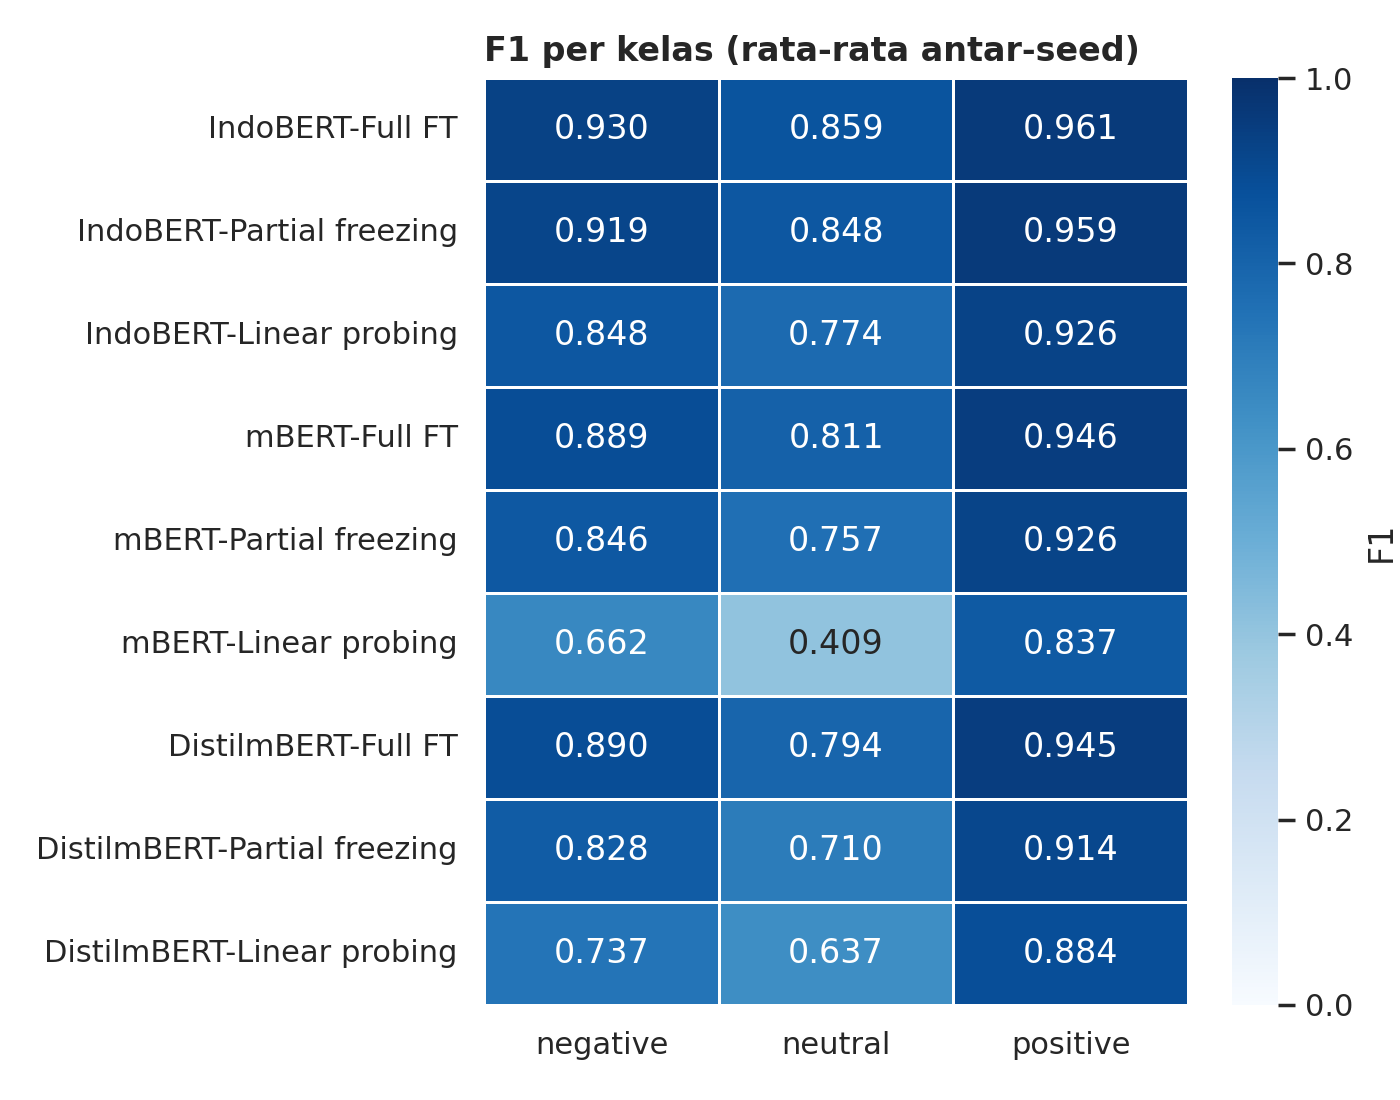 F1 per kelas (rata-rata antar-seed)
IndoBERT-Full FT 0.930 0.859 0.961
IndoBERT-Partial freezing 0.919 0.848 0.959
IndoBERT-Linear probing 0.848 0.774 0.926
mBERT-Full FT 0.889 0.811 0.946
mBERT-Partial freezing 0.846 0.757 0.926
mBERT-Linear probing 0.662 0.409 0.837
DistilmBERT-Full FT 0.890 0.794 0.945
DistilmBERT-Partial freezing 0.828 0.710 0.914
DistilmBERT-Linear probing 0.737 0.637 0.884
negative neutral positive
1.0
0.8
0.6
0.4
0.2
0.0
F1